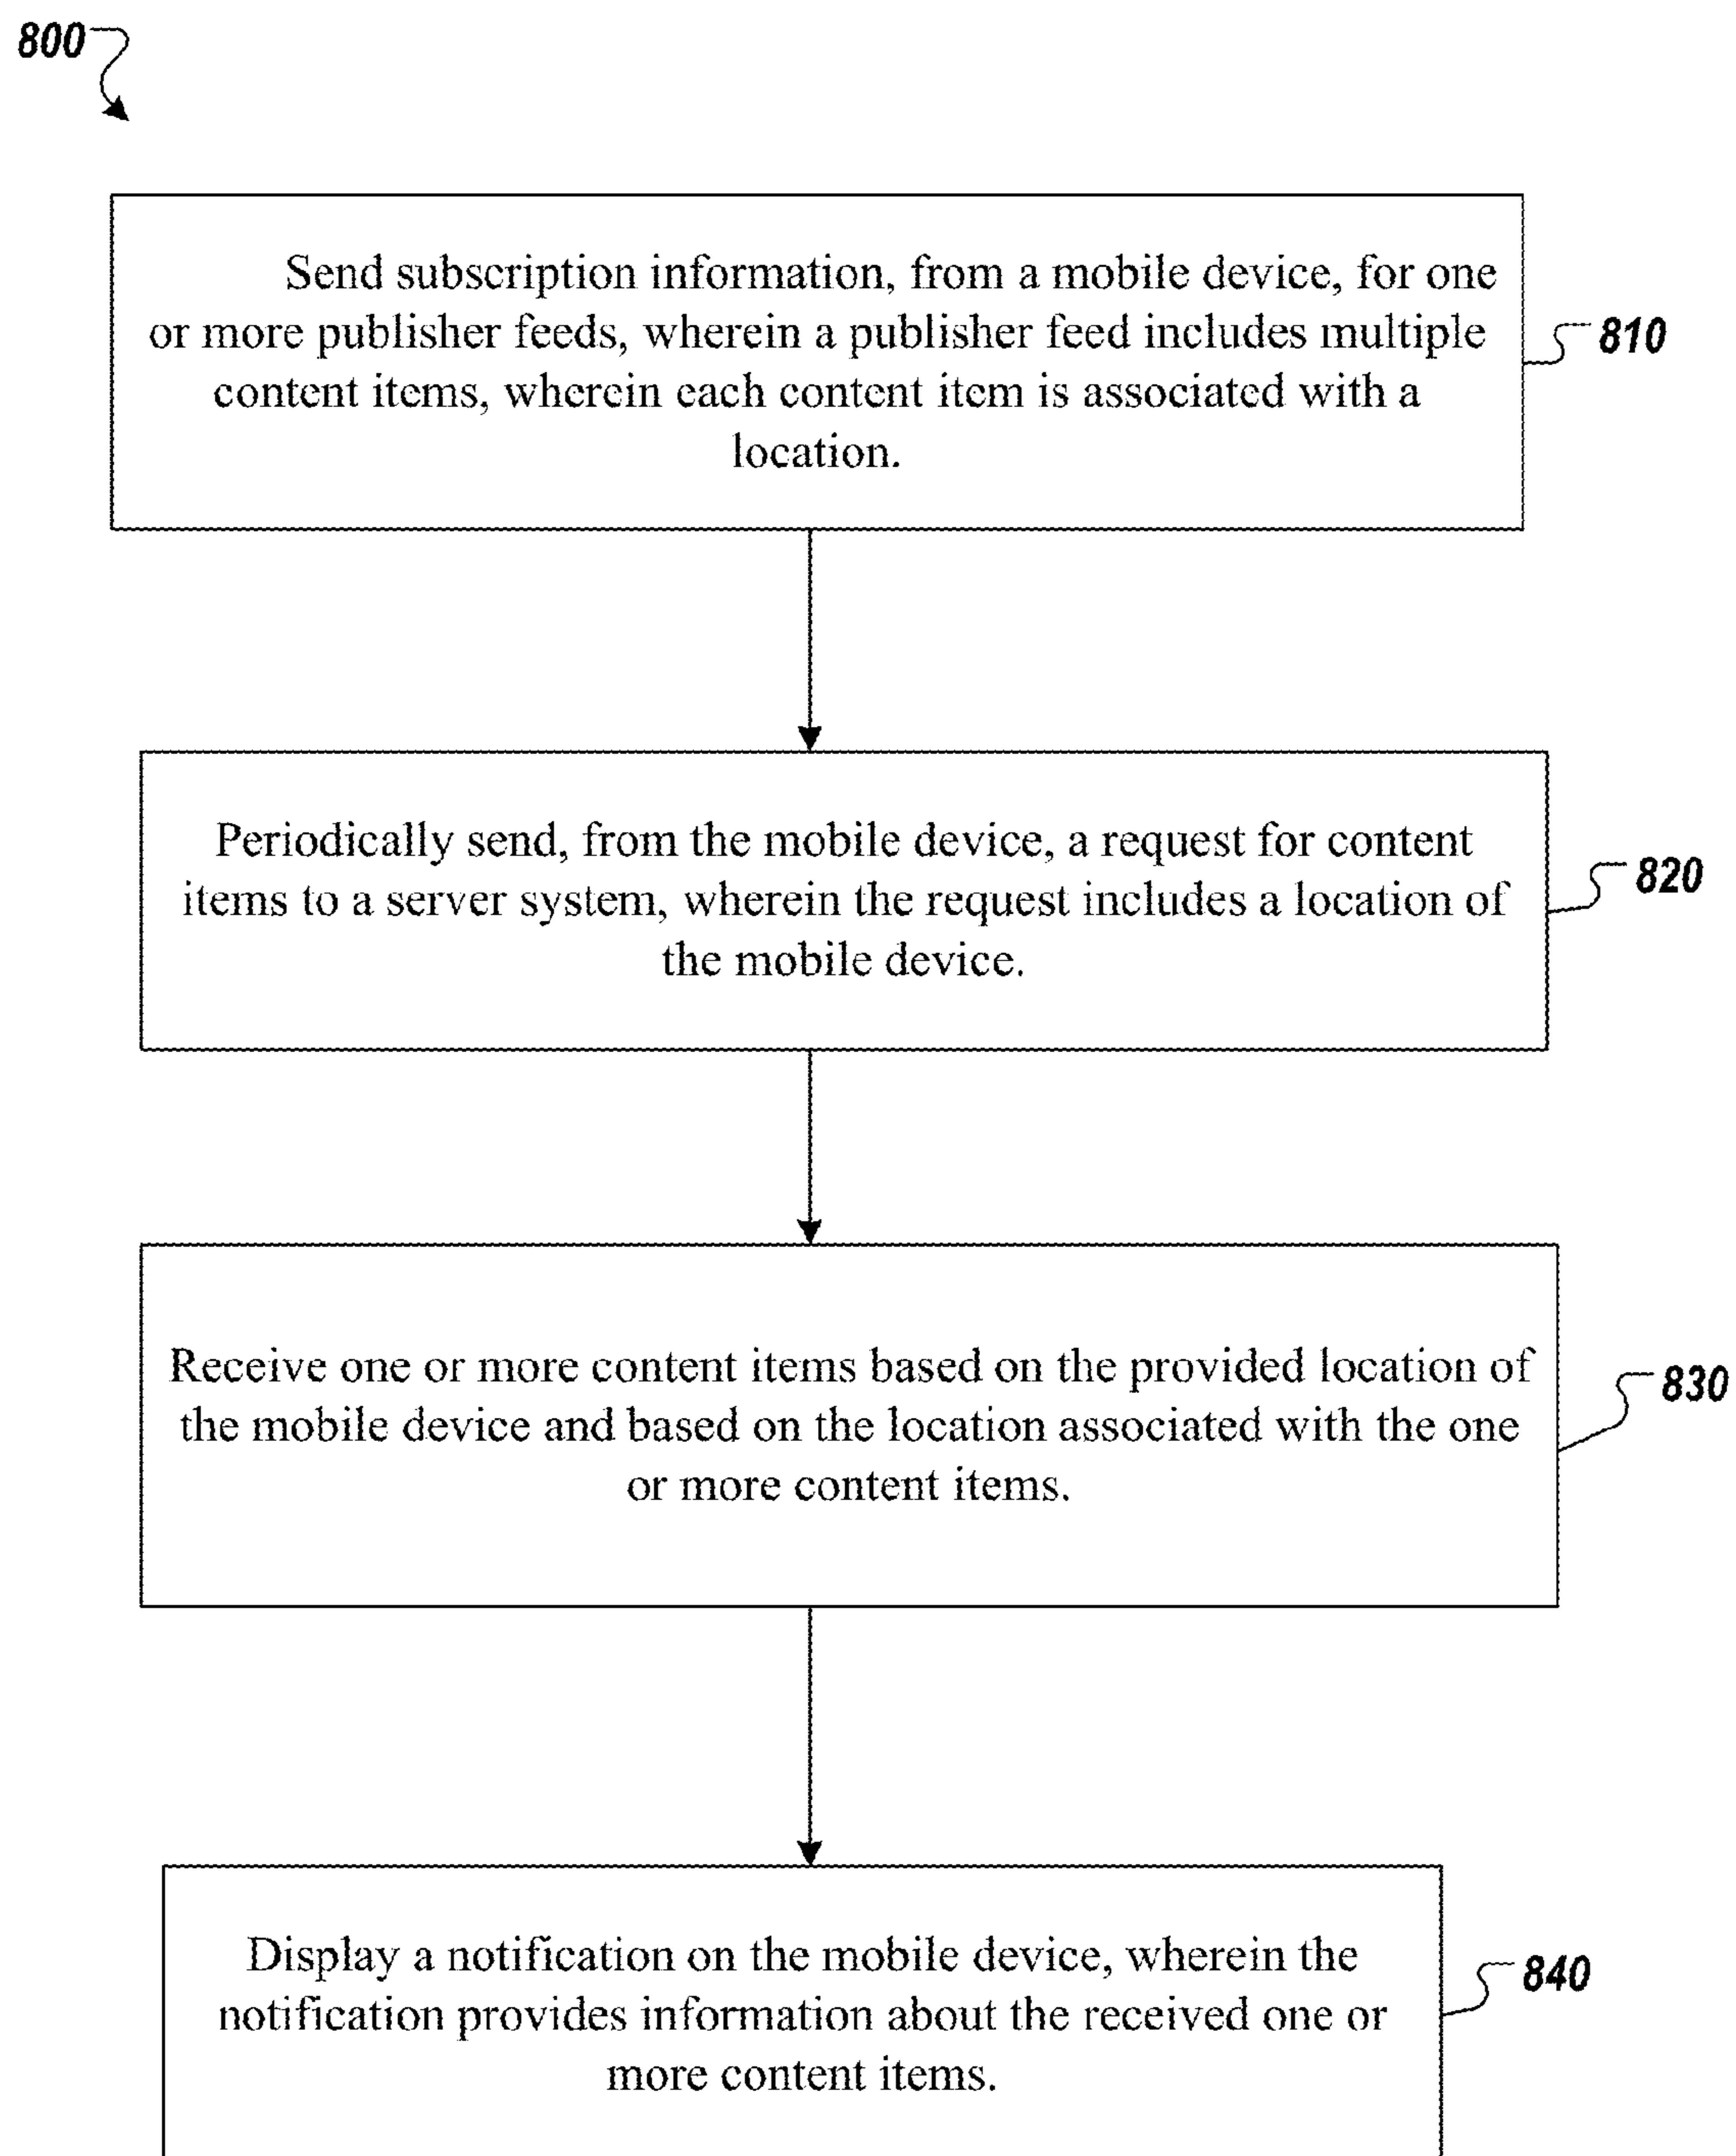 800
Send subscription information, from a mobile device, for one
or more publisher feeds, wherein a publisher feed includes multiple
content items, wherein each content item is associated with a
location.
810
Periodically send, from the mobile device, a request for content
items to a server system, wherein the request includes a location of
the mobile device.
820
Receive one or more content items based on the provided location of
the mobile device and based on the location associated with the one
or more content items.
830
Display a notification on the mobile device, wherein the
notification provides information about the received one or
more content items.
840